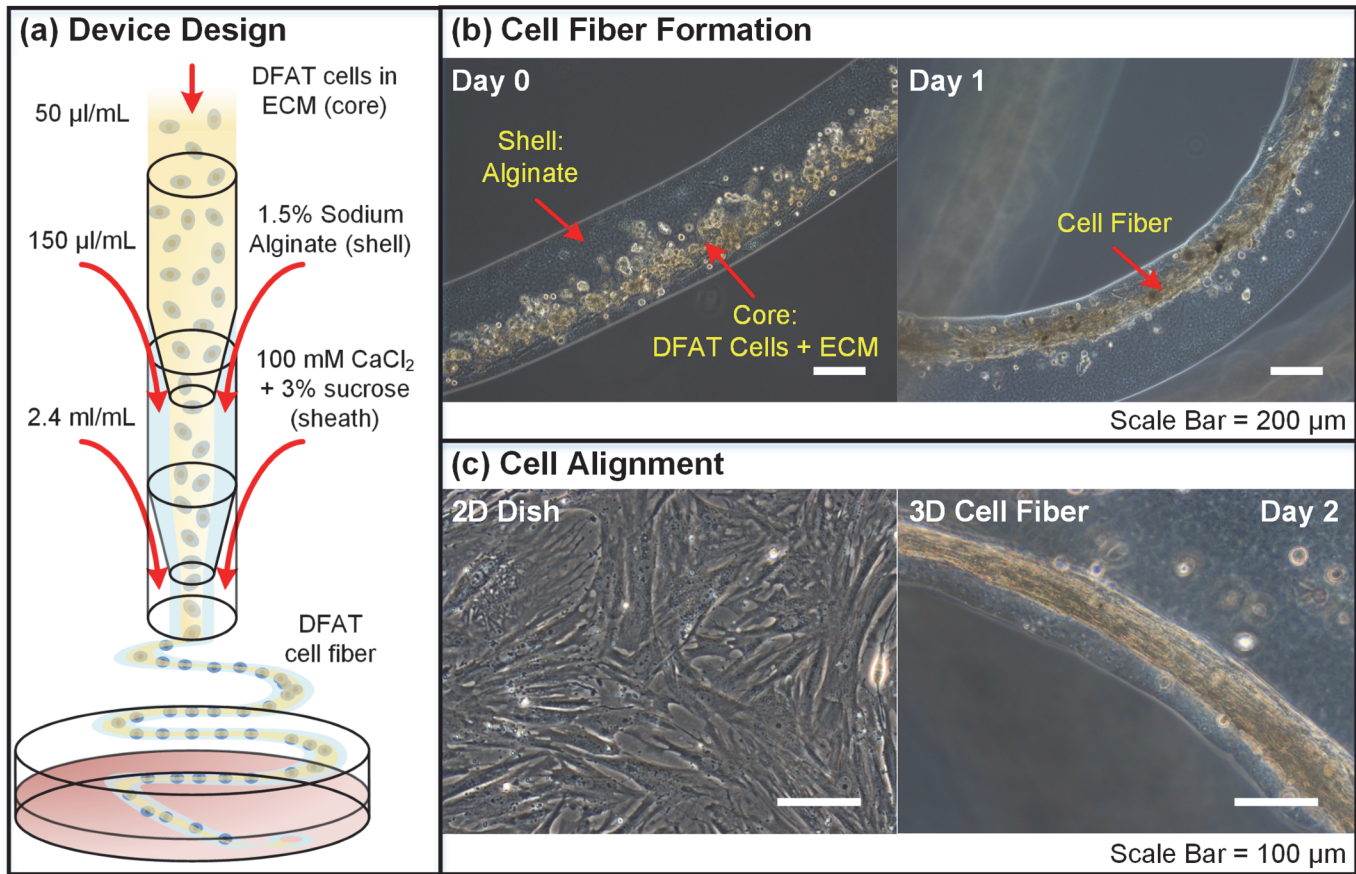 (a) Device Design
DFAT cells in
ECM (core)
50 µl/mL
1.5% Sodium
Alginate (shell)
150 µl/mL
100 mM CaCl₂
+ 3% sucrose
(sheath)
2.4 ml/mL
DFAT
cell fiber
(b) Cell Fiber Formation
Day 0
Shell:
Alginate
Core:
DFAT Cells + ECM
Day 1
Cell Fiber
Scale Bar = 200 µm
(c) Cell Alignment
2D Dish
3D Cell Fiber
Day 2
Scale Bar = 100 µm